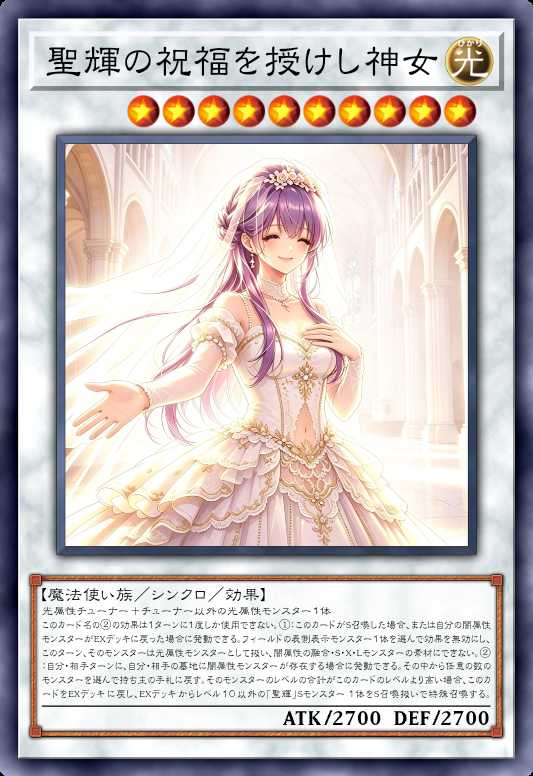 聖輝の祝福を授けし神女
ひかり
光
【魔法使い族／シンクロ／効果】
光属性チューナー＋チューナー以外の光属性モンスター１体
このカード名の②の効果は１ターンに１度しか使用できない。①：このカードがS召喚した場合、または自分の闇属性
モンスターがEXデッキに戻った場合に発動できる。フィールドの表側表示モンスター１体を選んで効果を無効にし、
このターン、そのモンスターは光属性モンスターとして扱い、闇属性の融合・S・X・Lモンスターの素材にできない。②
：自分・相手ターンに、自分・相手の墓地に闇属性モンスターが存在する場合に発動できる。その中から任意の数のモ
ンスターを選んで持ち主の手札に戻す。そのモンスターのレベルの合計がこのカードのレベルより高い場合、このカ
ードをEXデッキに戻し、EXデッキからレベル１０以外の「聖輝」Sモンスター１体をS召喚扱いで特殊召喚する。
ATK/2700 DEF/2700